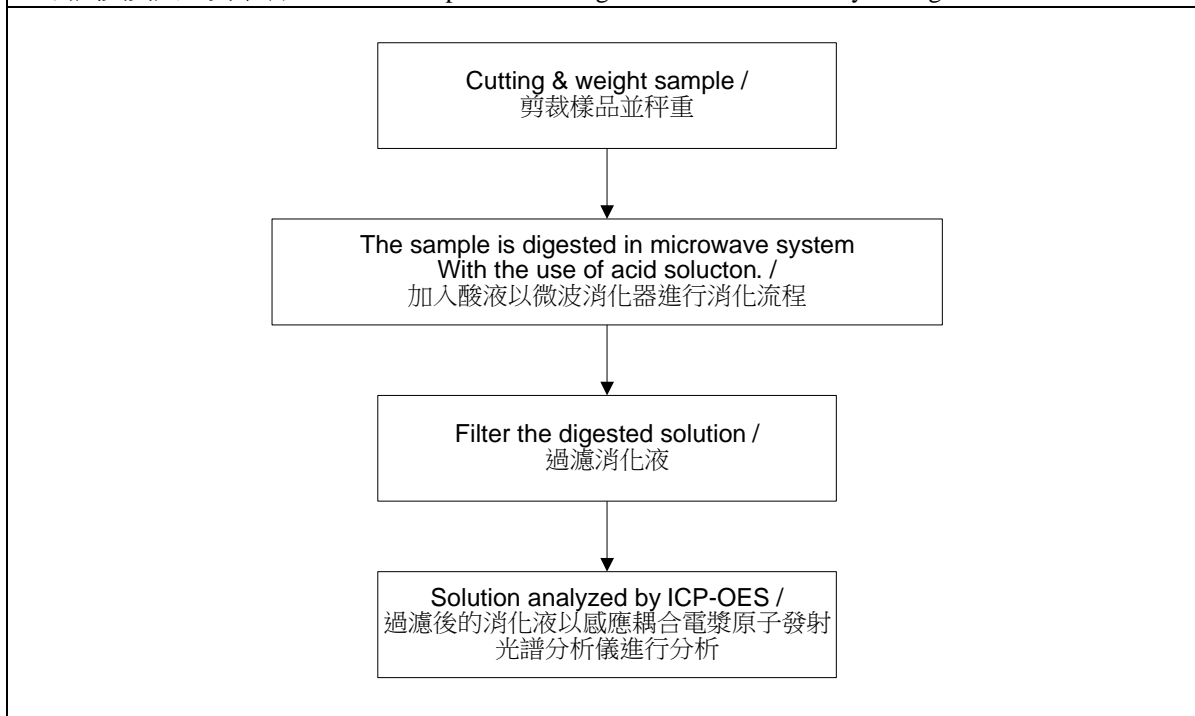 Cutting & weight sample /
剪裁樣品並秤重
The sample is digested in microwave system
With the use of acid solucton. /
加入酸液以微波消化器進行消化流程
Filter the digested solution /
過濾消化液
Solution analyzed by ICP-OES /
過濾後的消化液以感應耦合電漿原子發射
光譜分析儀進行分析